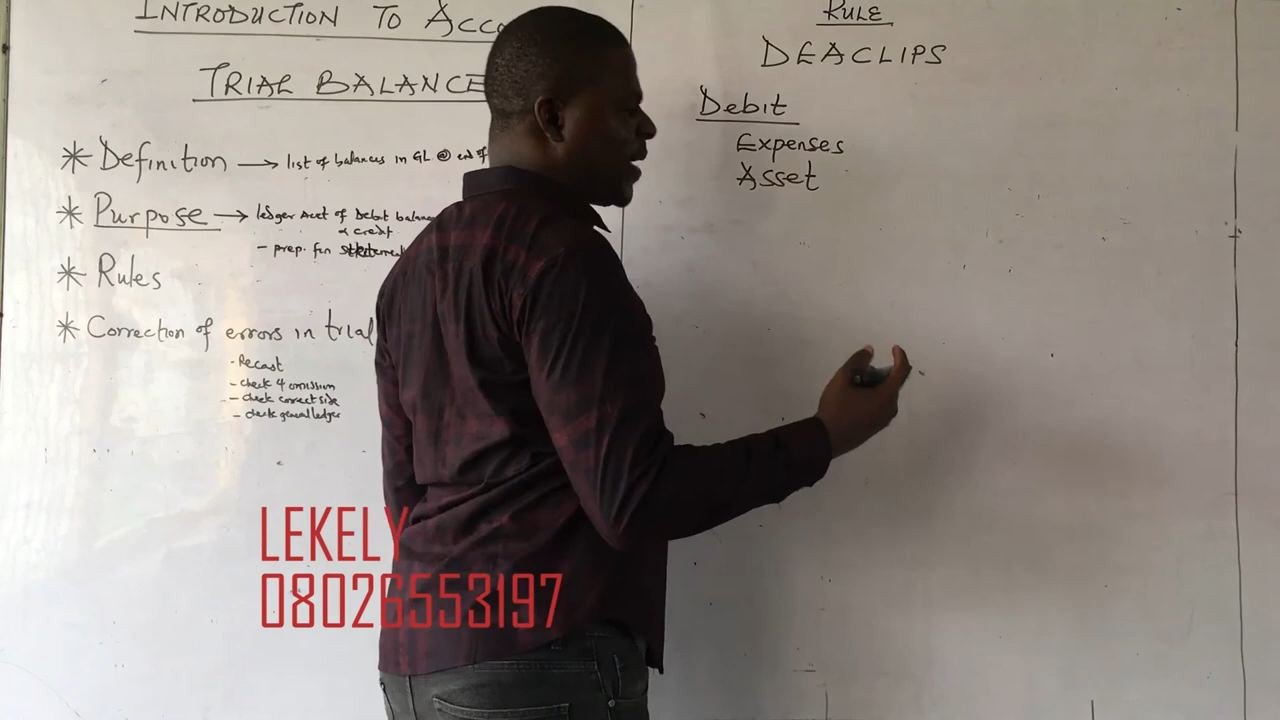 INTRODUCTION TO ACCO
TRIAL BALANCE
* Definition → list of balances in GL @ end of
* Purpose → ledger acct of Debit balance
& credit
- prep. fin statement
* Rules
* Correction of errors in trial
- Recast
- check 4 omission
- check correct side
- check general ledger
RULE
DEACLIPS
Debit
Expenses
Asset
LEKELY
08026553197